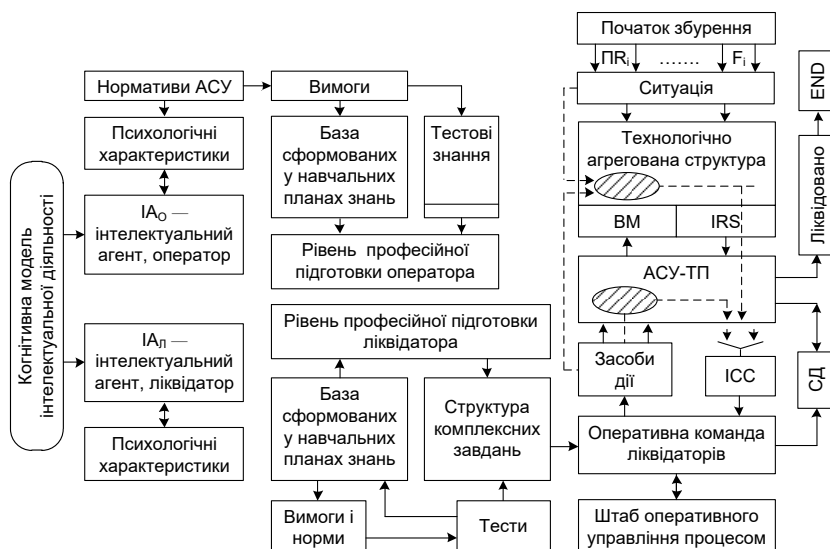 Когнітивна модель
інтелектуальної діяльності
Нормативи АСУ
Психологічні
характеристики
IAО —
інтелектуальний
агент, оператор
IAЛ —
інтелектуальний
агент, ліквідатор
Психологічні
характеристики
Вимоги
База
сформованих
у навчальних
планах знань
Тестові
знання
Рівень професійної
підготовки оператора
Рівень професійної підготовки
ліквідатора
База
сформованих
у навчальних
планах знань
Структура
комплексних
завдань
Вимоги і
норми
Тести
Початок збурення
ПRi ....... Fi
Ситуація
Технологічно
агрегована структура
ВМ
IRS
АСУ-ТП
Засоби
дії
ICC
Оперативна команда
ліквідаторів
Штаб оперативного
управління процесом
END
Ліквідовано
СД